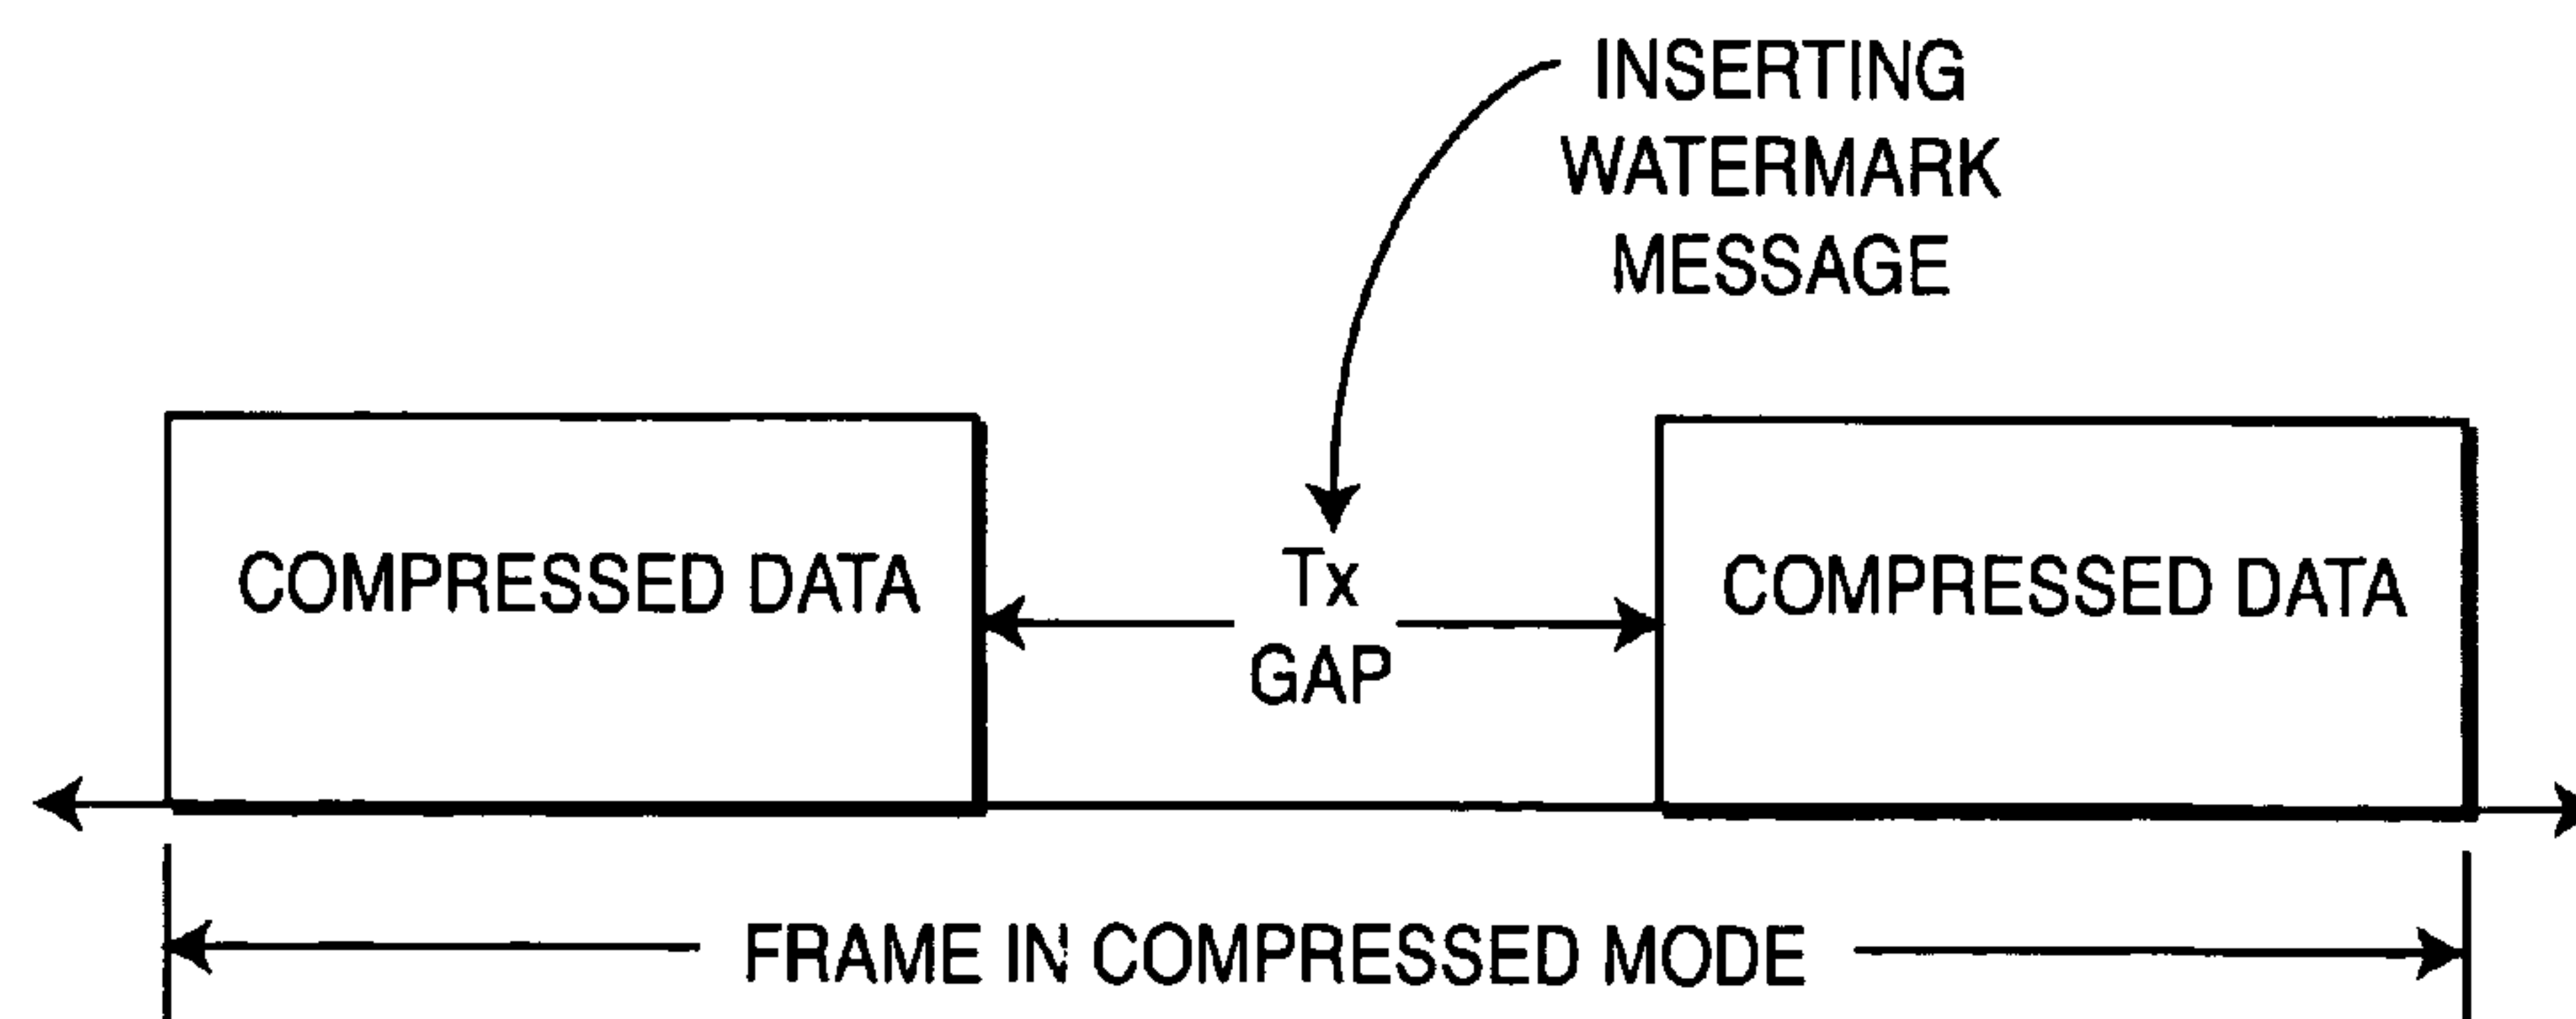 INSERTING
WATERMARK
MESSAGE
COMPRESSED DATA
Tx
GAP
COMPRESSED DATA
FRAME IN COMPRESSED MODE